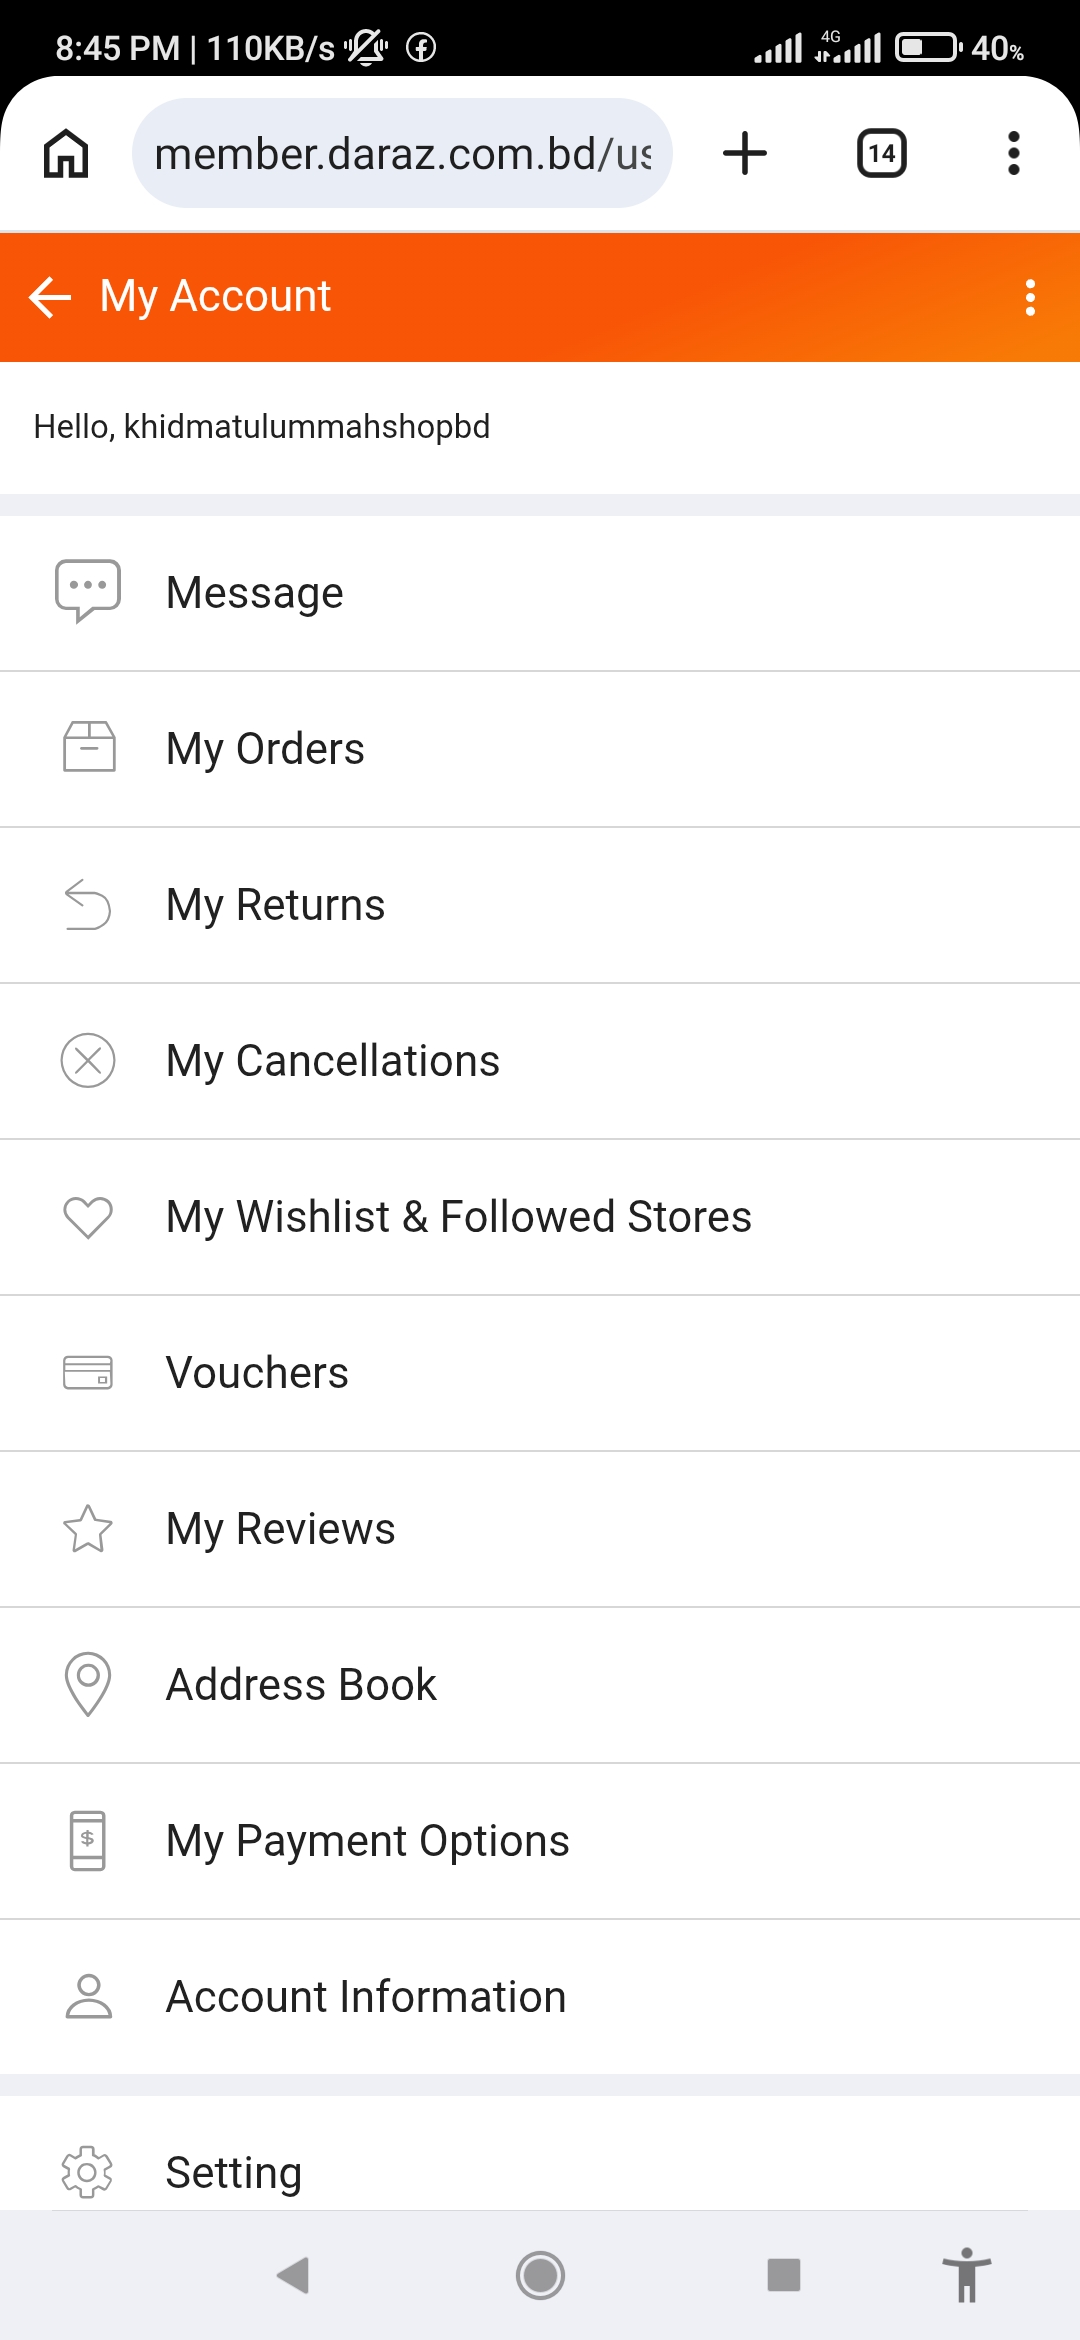 8:45 PM | 110KB/s 4G 40%
member.daraz.com.bd/us
14
My Account
Hello, khidmatulummahshopbd
Message
My Orders
My Returns
My Cancellations
My Wishlist & Followed Stores
Vouchers
My Reviews
Address Book
$ My Payment Options
Account Information
Setting